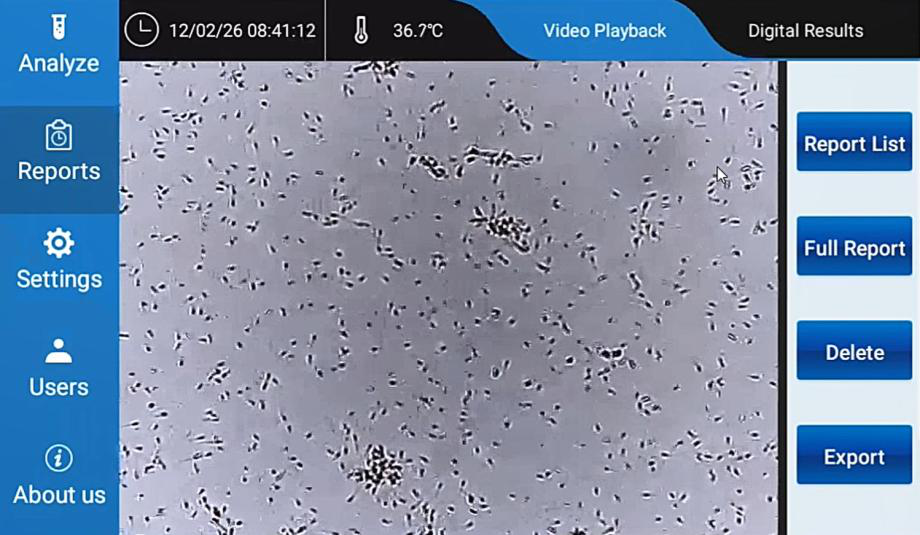 Analyze
Reports
Settings
Users
About us
12/02/26 08:41:12
36.7℃
Video Playback
Digital Results
Report List
Full Report
Delete
Export